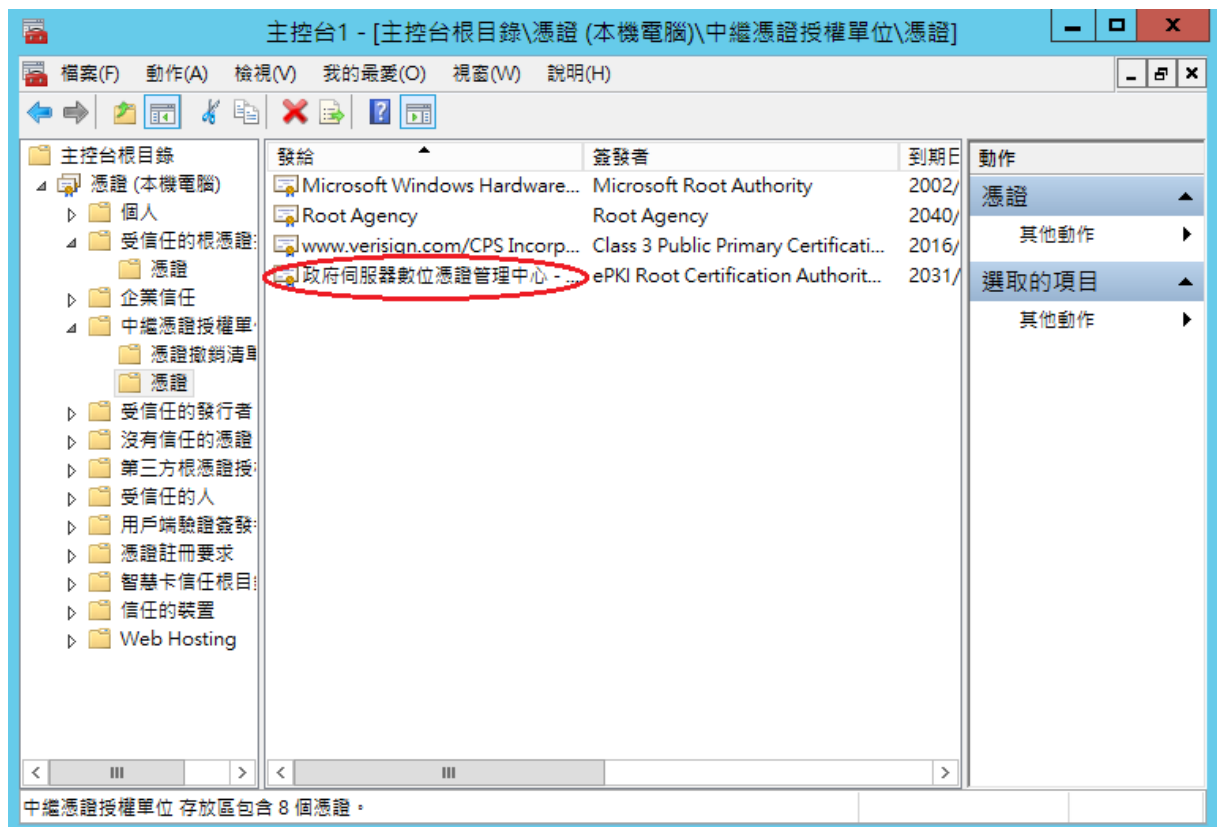 主控台1 - [主控台根目錄\憑證 (本機電腦)\中繼憑證授權單位\憑證]
檔案(F) 動作(A) 檢視(V) 我的最愛(O) 視窗(W) 說明(H)
主控台根目錄
憑證 (本機電腦)
個人
受信任的根憑證
憑證
企業信任
中繼憑證授權單
憑證撤銷清單
憑證
受信任的發行者
沒有信任的憑證
第三方根憑證授
受信任的人
用戶端驗證簽發
憑證註冊要求
智慧卡信任根目
信任的裝置
Web Hosting
發給 簽發者 到期日
Microsoft Windows Hardware... Microsoft Root Authority 2002/
Root Agency Root Agency 2040/
www.verisign.com/CPS Incorp... Class 3 Public Primary Certificati... 2016/
政府伺服器數位憑證管理中心 - ... ePKI Root Certification Authorit... 2031/
動作
憑證
其他動作
選取的項目
其他動作
中繼憑證授權單位 存放區包含 8 個憑證。